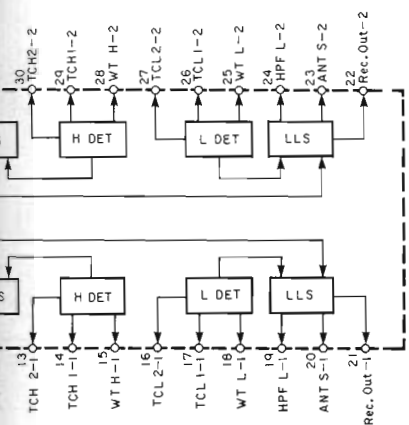 30 TCH2-2
29 TCH1-2
28 WT H-2
27 TCL2-2
26 TCL1-2
25 WT L-2
24 HPF L-2
23 ANT S-2
22 Rec.Out-2
H DET
L DET
LLS
S
H DET
L DET
LLS
13 TCH 2-1
14 TCH 1-1
15 WT H-1
16 TCL 2-1
17 TCL 1-1
18 WT L-1
19 HPF L-1
20 ANT S-1
21 Rec.Out-1